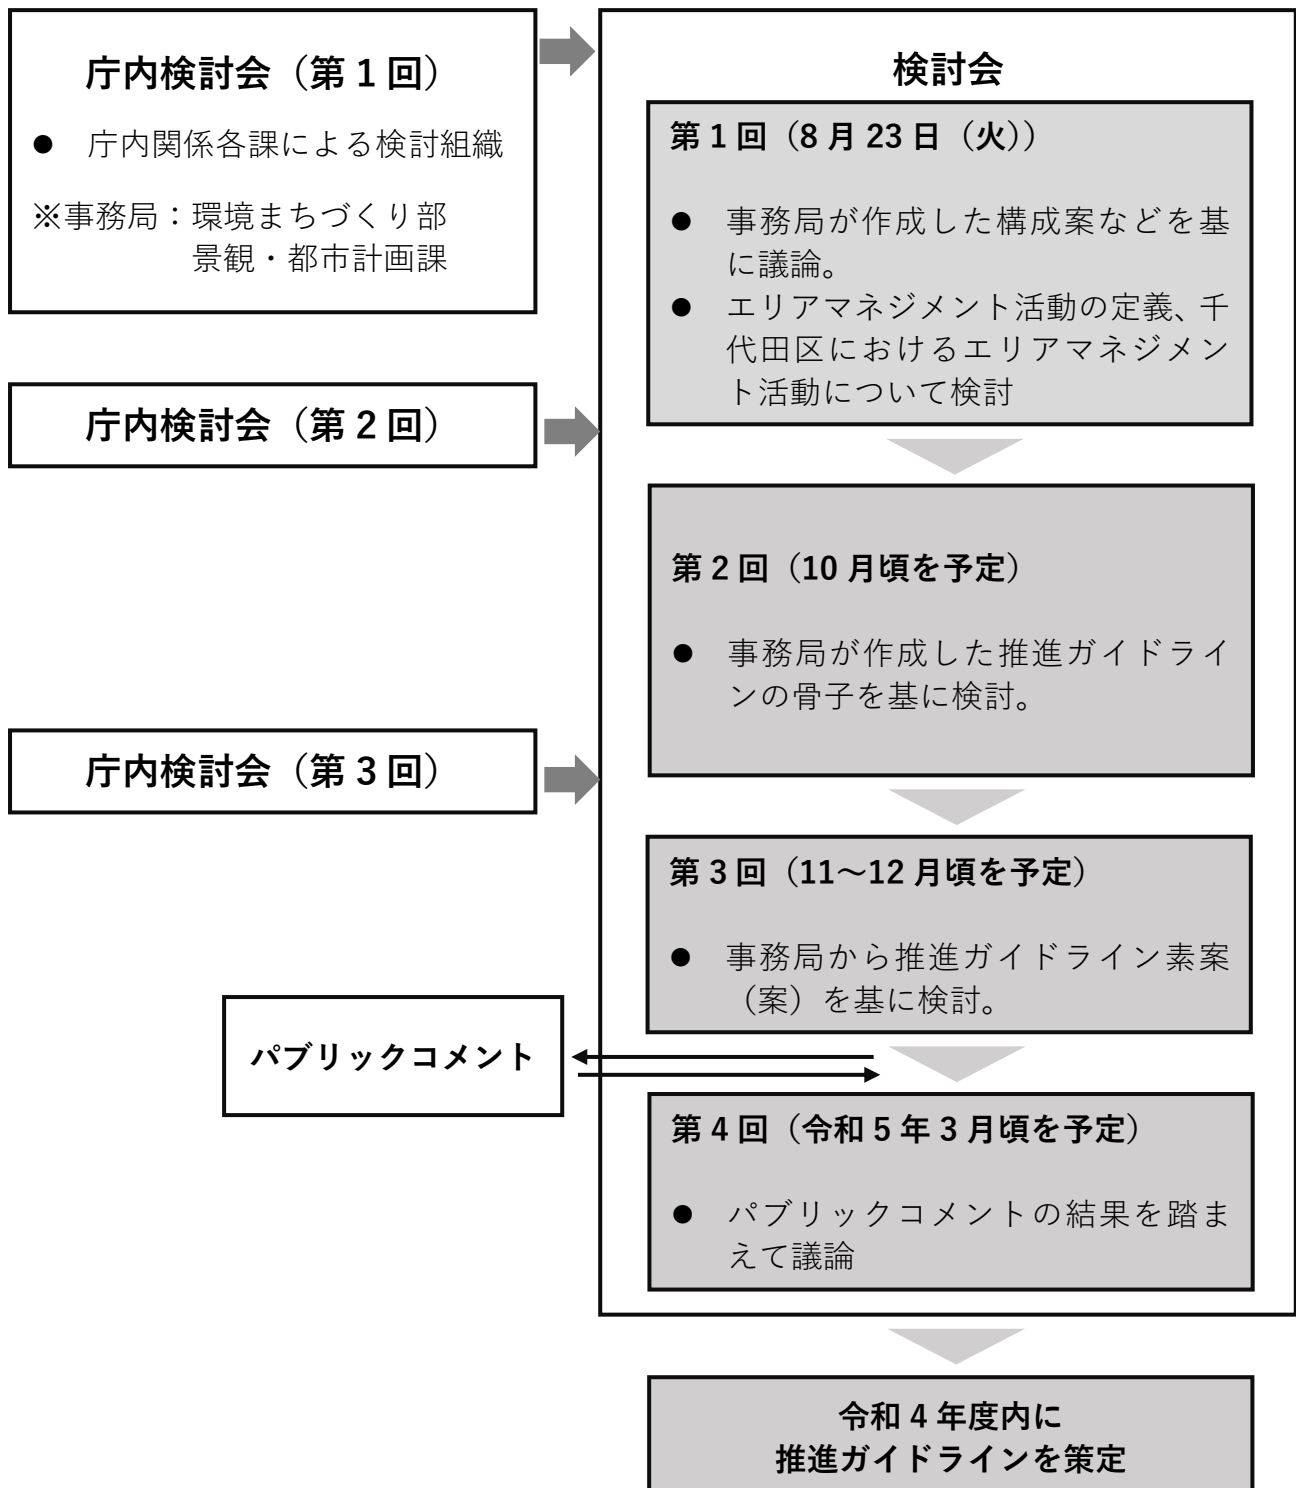 庁内検討会（第 1 回）
● 庁内関係各課による検討組織
※事務局：環境まちづくり部
景観・都市計画課
庁内検討会（第 2 回）
庁内検討会（第 3 回）
パブリックコメント
検討会
第 1 回（8 月 23 日（火））
● 事務局が作成した構成案などを基
に議論。
● エリアマネジメント活動の定義、千
代田区におけるエリアマネジメン
ト活動について検討
第 2 回（10 月頃を予定）
● 事務局が作成した推進ガイドライ
ンの骨子を基に検討。
第 3 回（11～12 月頃を予定）
● 事務局から推進ガイドライン素案
（案）を基に検討。
第 4 回（令和 5 年 3 月頃を予定）
● パブリックコメントの結果を踏ま
えて議論
令和 4 年度内に
推進ガイドラインを策定